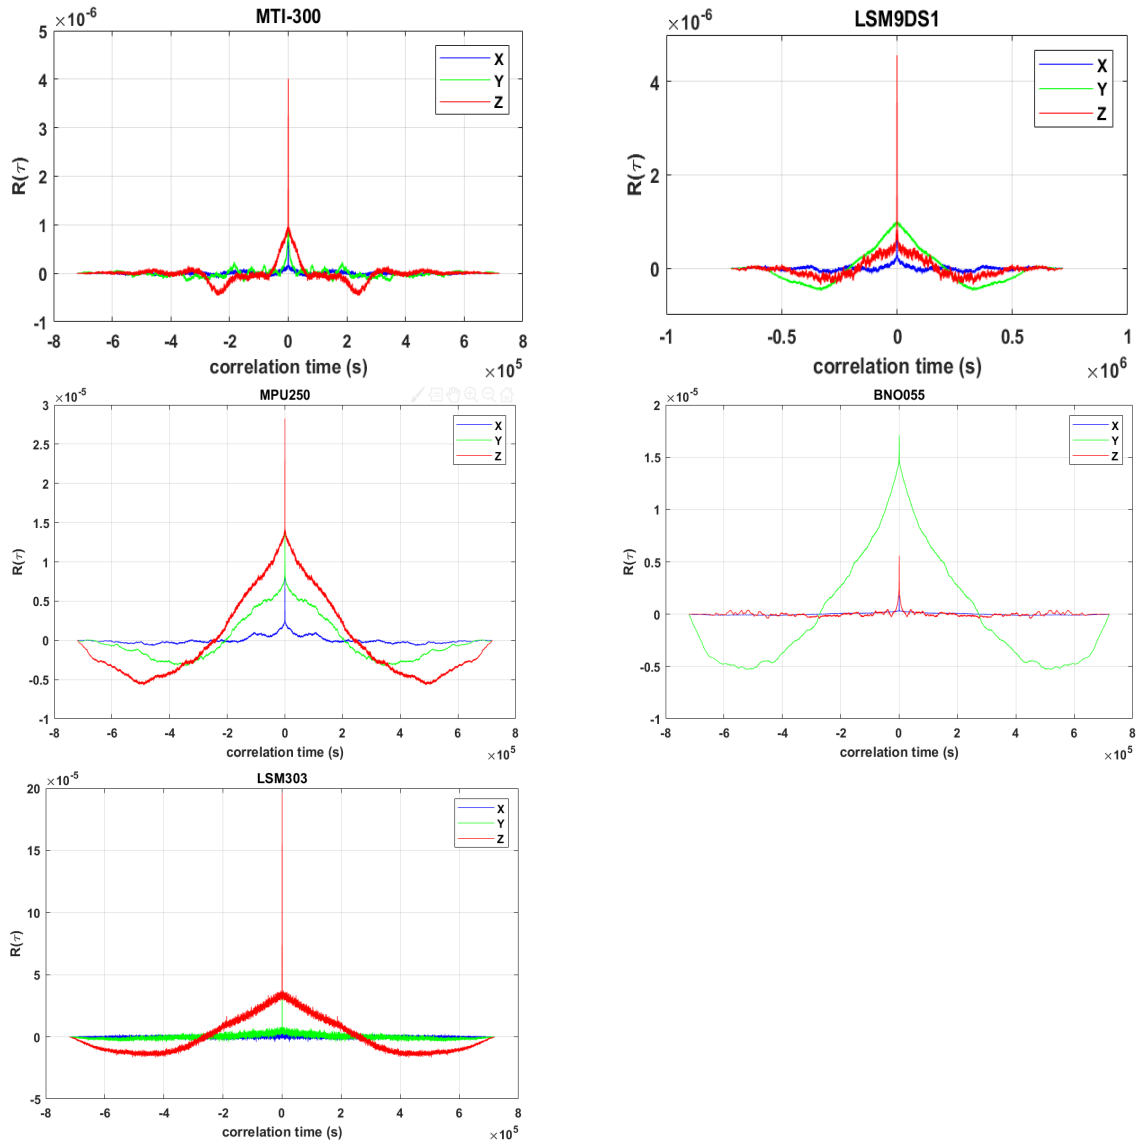 MTI-300
×10^-6
5
4
3
2
1
0
-1
R(τ)
-8 -6 -4 -2 0 2 4 6 8
correlation time (s)
×10^5
X
Y
Z
LSM9DS1
×10^-6
4
2
0
R(τ)
-1 -0.5 0 0.5 1
correlation time (s)
×10^6
X
Y
Z
MPU250
×10^-5
3
2.5
2
1.5
1
0.5
0
-0.5
-1
R(τ)
-8 -6 -4 -2 0 2 4 6 8
correlation time (s)
×10^5
X
Y
Z
BNO055
×10^-5
2
1.5
1
0.5
0
-0.5
-1
R(τ)
-8 -6 -4 -2 0 2 4 6 8
correlation time (s)
×10^5
X
Y
Z
LSM303
×10^-5
20
15
10
5
0
-5
R(τ)
-8 -6 -4 -2 0 2 4 6 8
correlation time (s)
×10^5
X
Y
Z